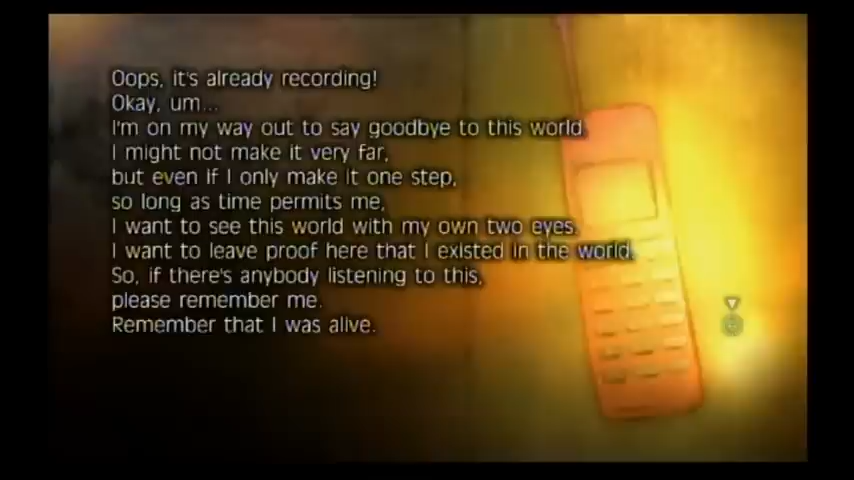 Oops, it's already recording!
Okay, um...
I'm on my way out to say goodbye to this world.
I might not make it very far,
but even if I only make it one step,
so long as time permits me,
I want to see this world with my own two eyes.
I want to leave proof here that I existed in the world.
So, if there's anybody listening to this,
please remember me.
Remember that I was alive.